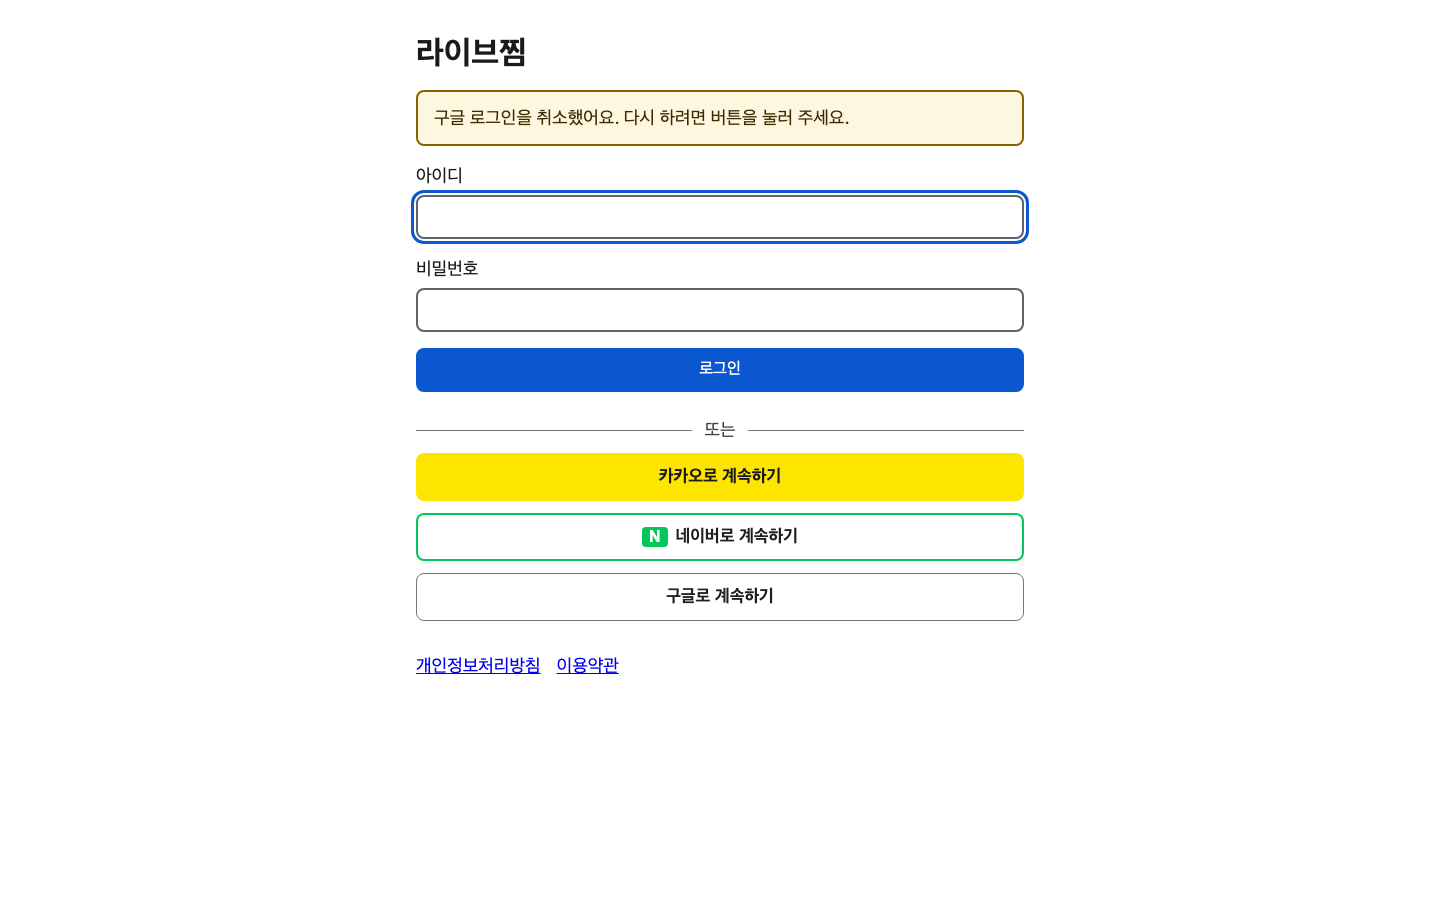 라이브찜
구글 로그인을 취소했어요. 다시 하려면 버튼을 눌러 주세요.
아이디
비밀번호
로그인
또는
카카오로 계속하기
N 네이버로 계속하기
구글로 계속하기
개인정보처리방침 이용약관